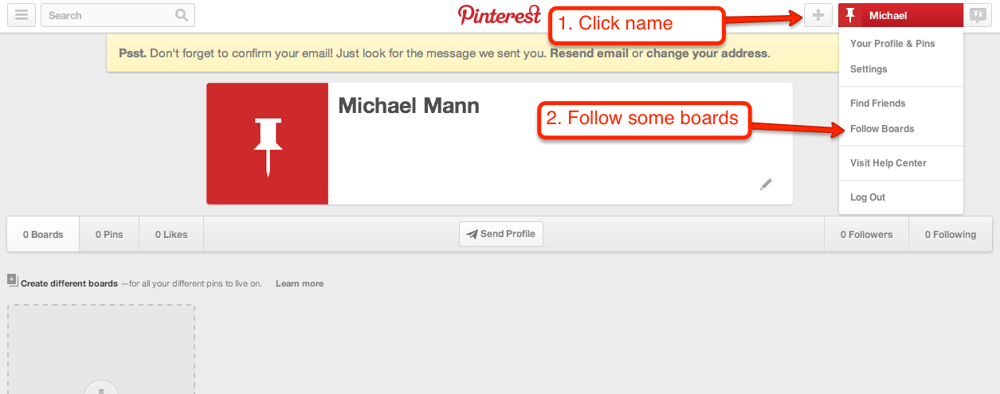 Search
Pinterest
1. Click name
Michael
Psst. Don't forget to confirm your email! Just look for the message we sent you. Resend email or change your address.
Your Profile & Pins
Settings
Find Friends
Follow Boards
Visit Help Center
Log Out
Michael Mann
2. Follow some boards
0 Boards
0 Pins
0 Likes
Send Profile
0 Followers
0 Following
Create different boards —for all your different pins to live on. Learn more